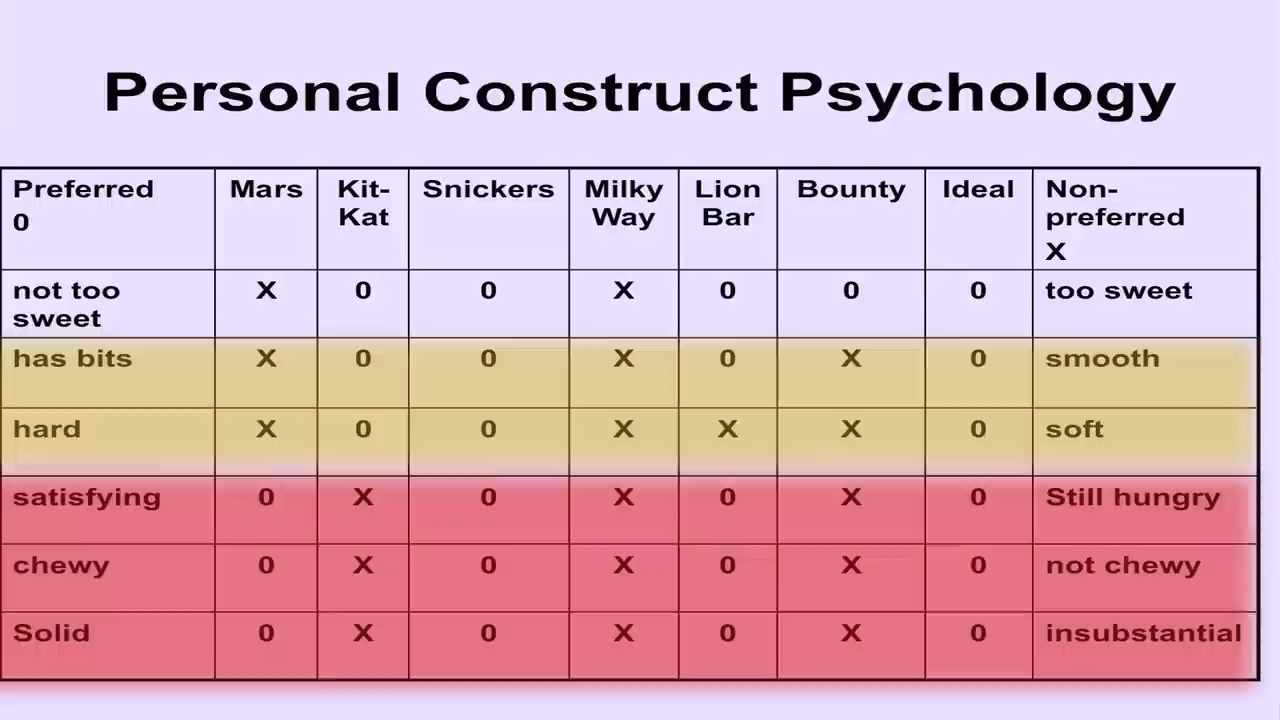 Personal Construct Psychology
Preferred 0 Mars Kit-Kat Snickers Milky Way Lion Bar Bounty Ideal Non-preferred X
not too sweet X 0 0 X 0 0 0 too sweet
has bits X 0 0 X 0 X 0 smooth
hard X 0 0 X X X 0 soft
satisfying 0 X 0 X 0 X 0 Still hungry
chewy 0 X 0 X 0 X 0 not chewy
Solid 0 X 0 X 0 X 0 insubstantial